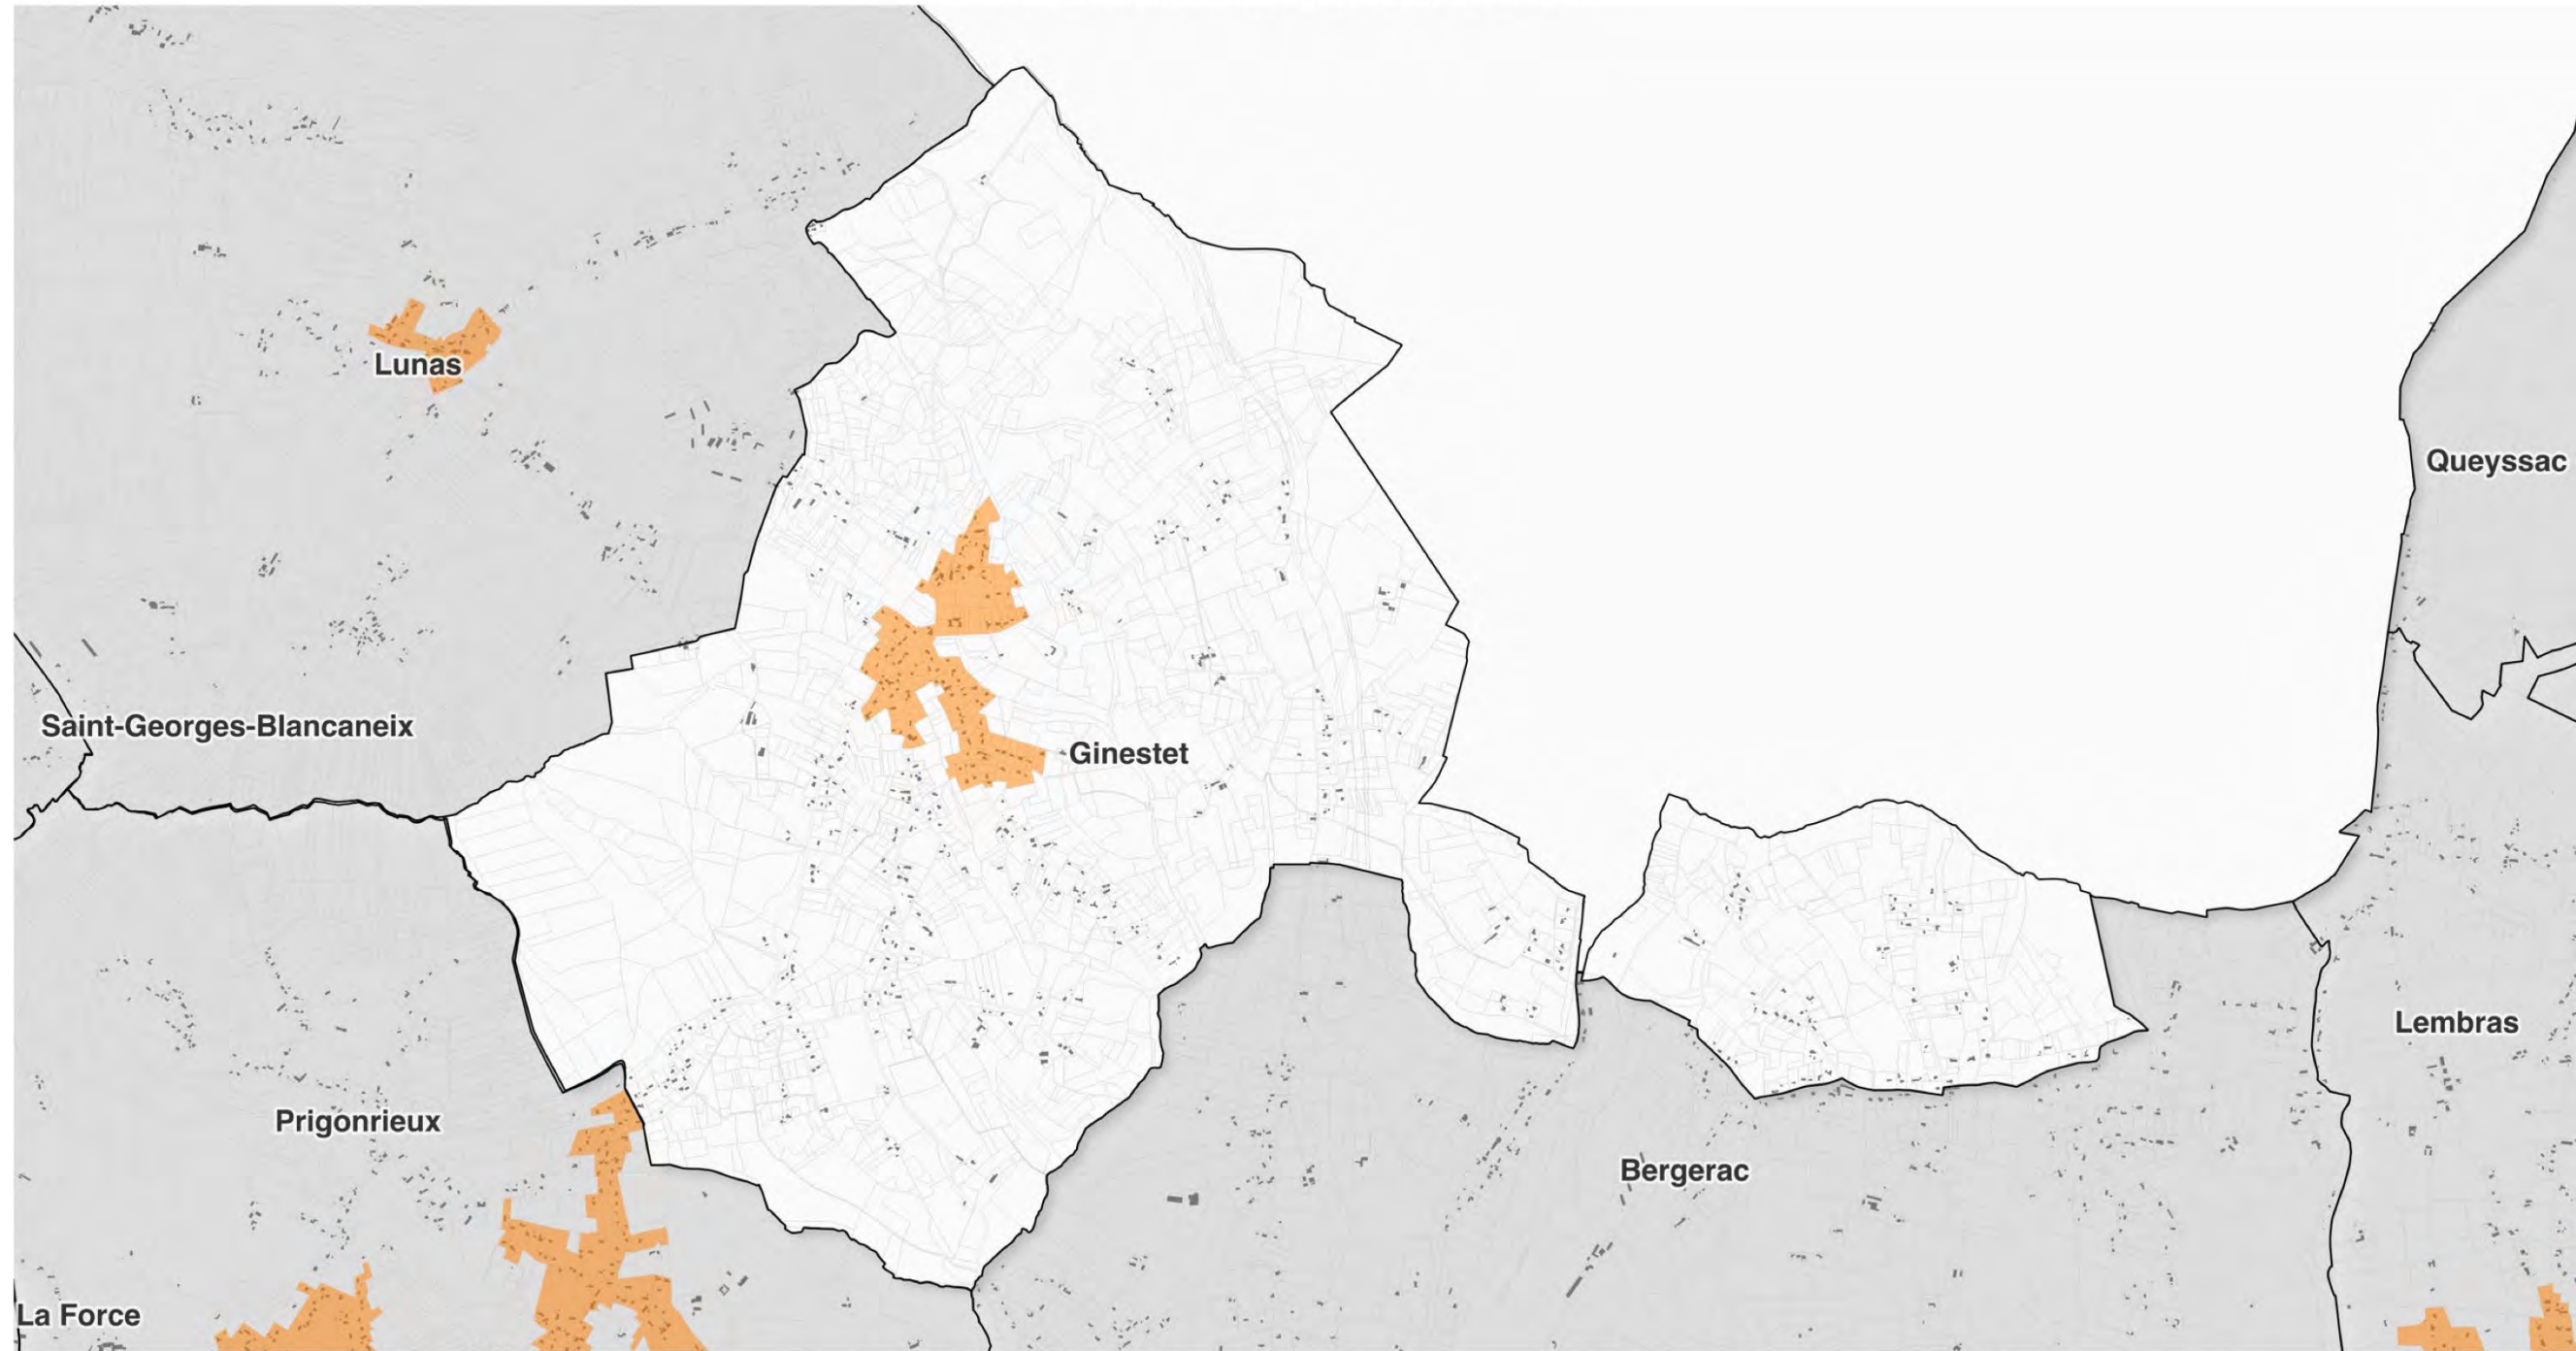 Lunas
Queyssac
Saint-Georges-Blancaneix
Ginestet
Lembras
Prigonrieux
Bergerac
La Force